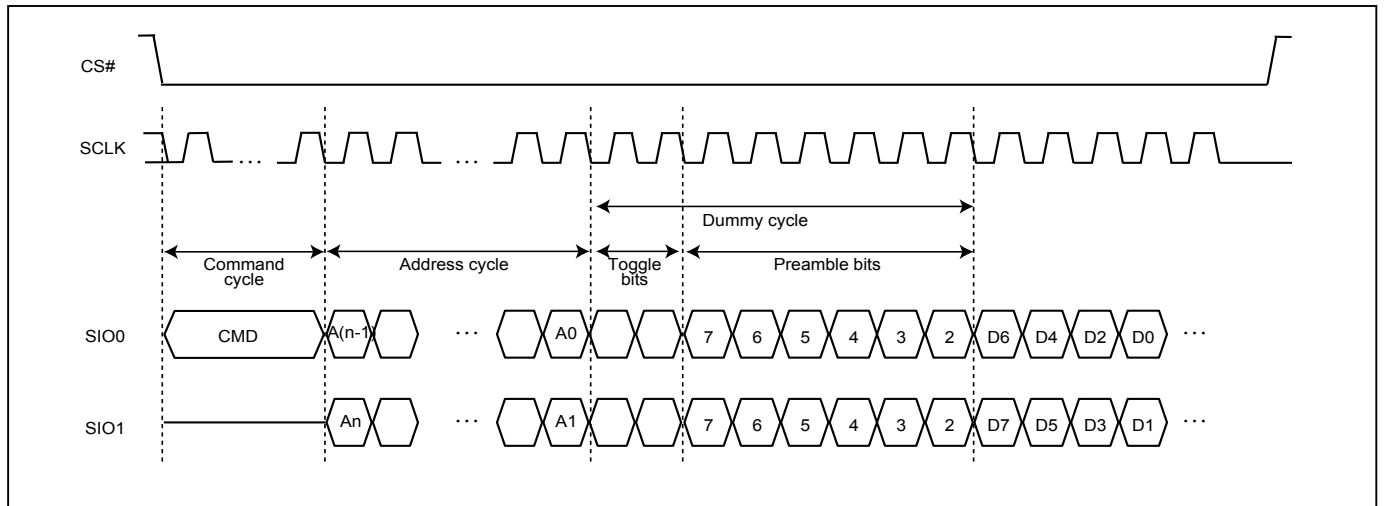 CS#
SCLK
...
...
Dummy cycle
Command
cycle
Address cycle
Toggle
bits
Preamble bits
SIO0
CMD
A(n-1)
...
A0
7 6 5 4 3 2 D6 D4 D2 D0 ...
SIO1
An
...
A1
7 6 5 4 3 2 D7 D5 D3 D1 ...